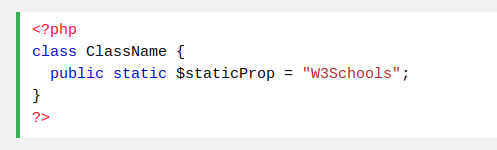 <?php
class ClassName {
  public static $staticProp = "W3Schools";
}
?>